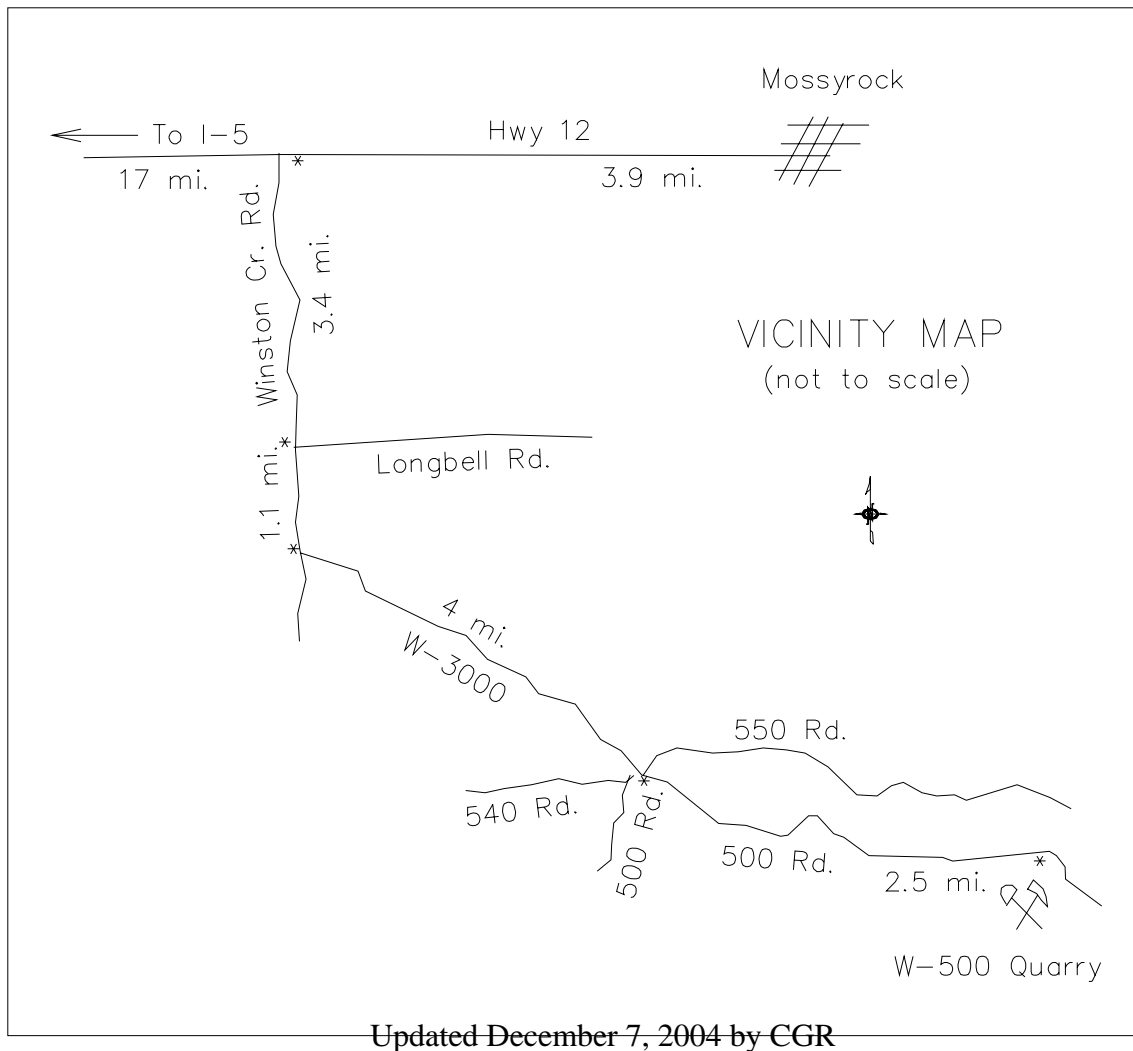 Mossyrock
To I-5
Hwy 12
17 mi.
3.9 mi.
Winston Cr. Rd.
3.4 mi.
VICINITY MAP
(not to scale)
Longbell Rd.
1.1 mi.
4 mi.
W-3000
550 Rd.
540 Rd.
500 Rd.
500 Rd.
2.5 mi.
W-500 Quarry
Updated December 7, 2004 by CGR